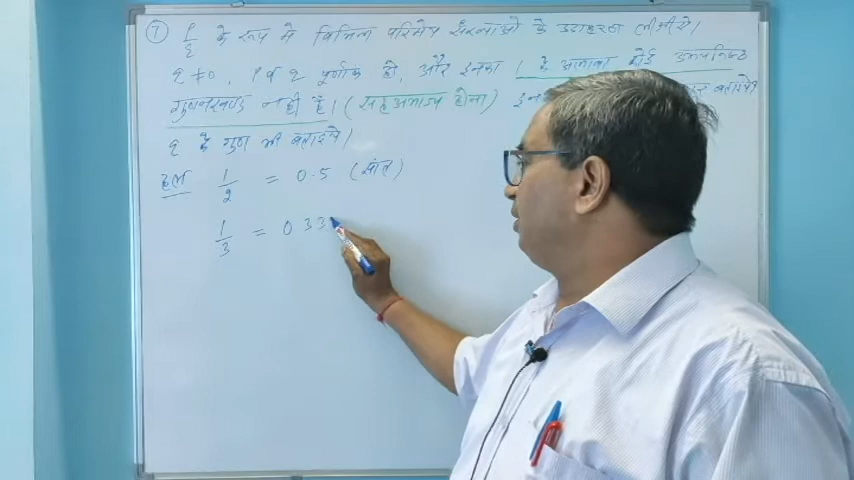 ⑦ p/q के रूप में विभिन्न परिमेय संख्याओं के उदाहरण लीजीये।
q ≠ 0, p व q पूर्णांक हो, और इनका 1 के अलावा कोई उभयनिष्ठ
गुणनखण्ड नही है। (सह अभाज्य होना)
q के गुण भी बताइये।
हल 1/2 = 0.5 (सांत)
1/3 = 0 33